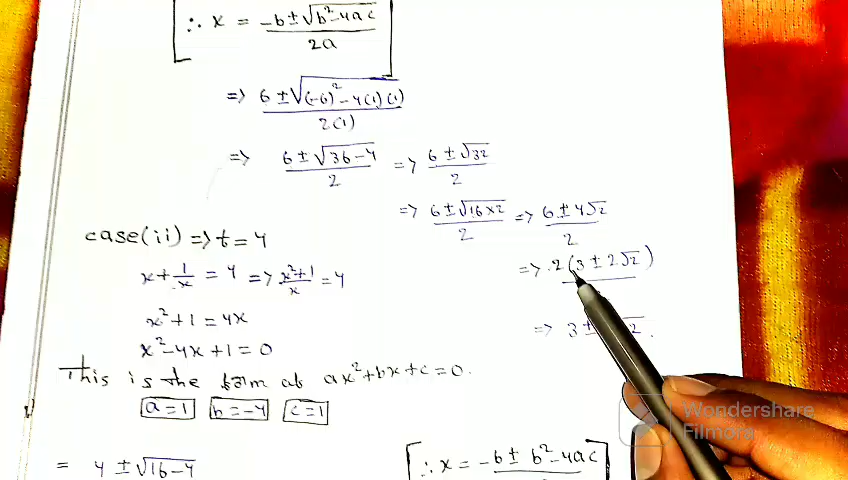 ∴ x = -b ± √b²-4ac / 2a
=> 6 ± √(-6)² - 4(1)(1) / 2(1)
=> 6 ± √36-4 / 2 => 6 ± √32 / 2
=> 6 ± √16×2 / 2 => 6 ± 4√2 / 2
case(ii) => t = 4
=> 2(3 ± 2√2)
x + 1/x = 4 => x²+1/x = 4
x² + 1 = 4x
=> 3 ± 2
x² - 4x + 1 = 0
This is the form of ax² + bx + c = 0.
a = 1 b = -4 c = 1
= 4 ± √16-4
∴ x = -b ± b² - 4ac
Wondershare
Filmora